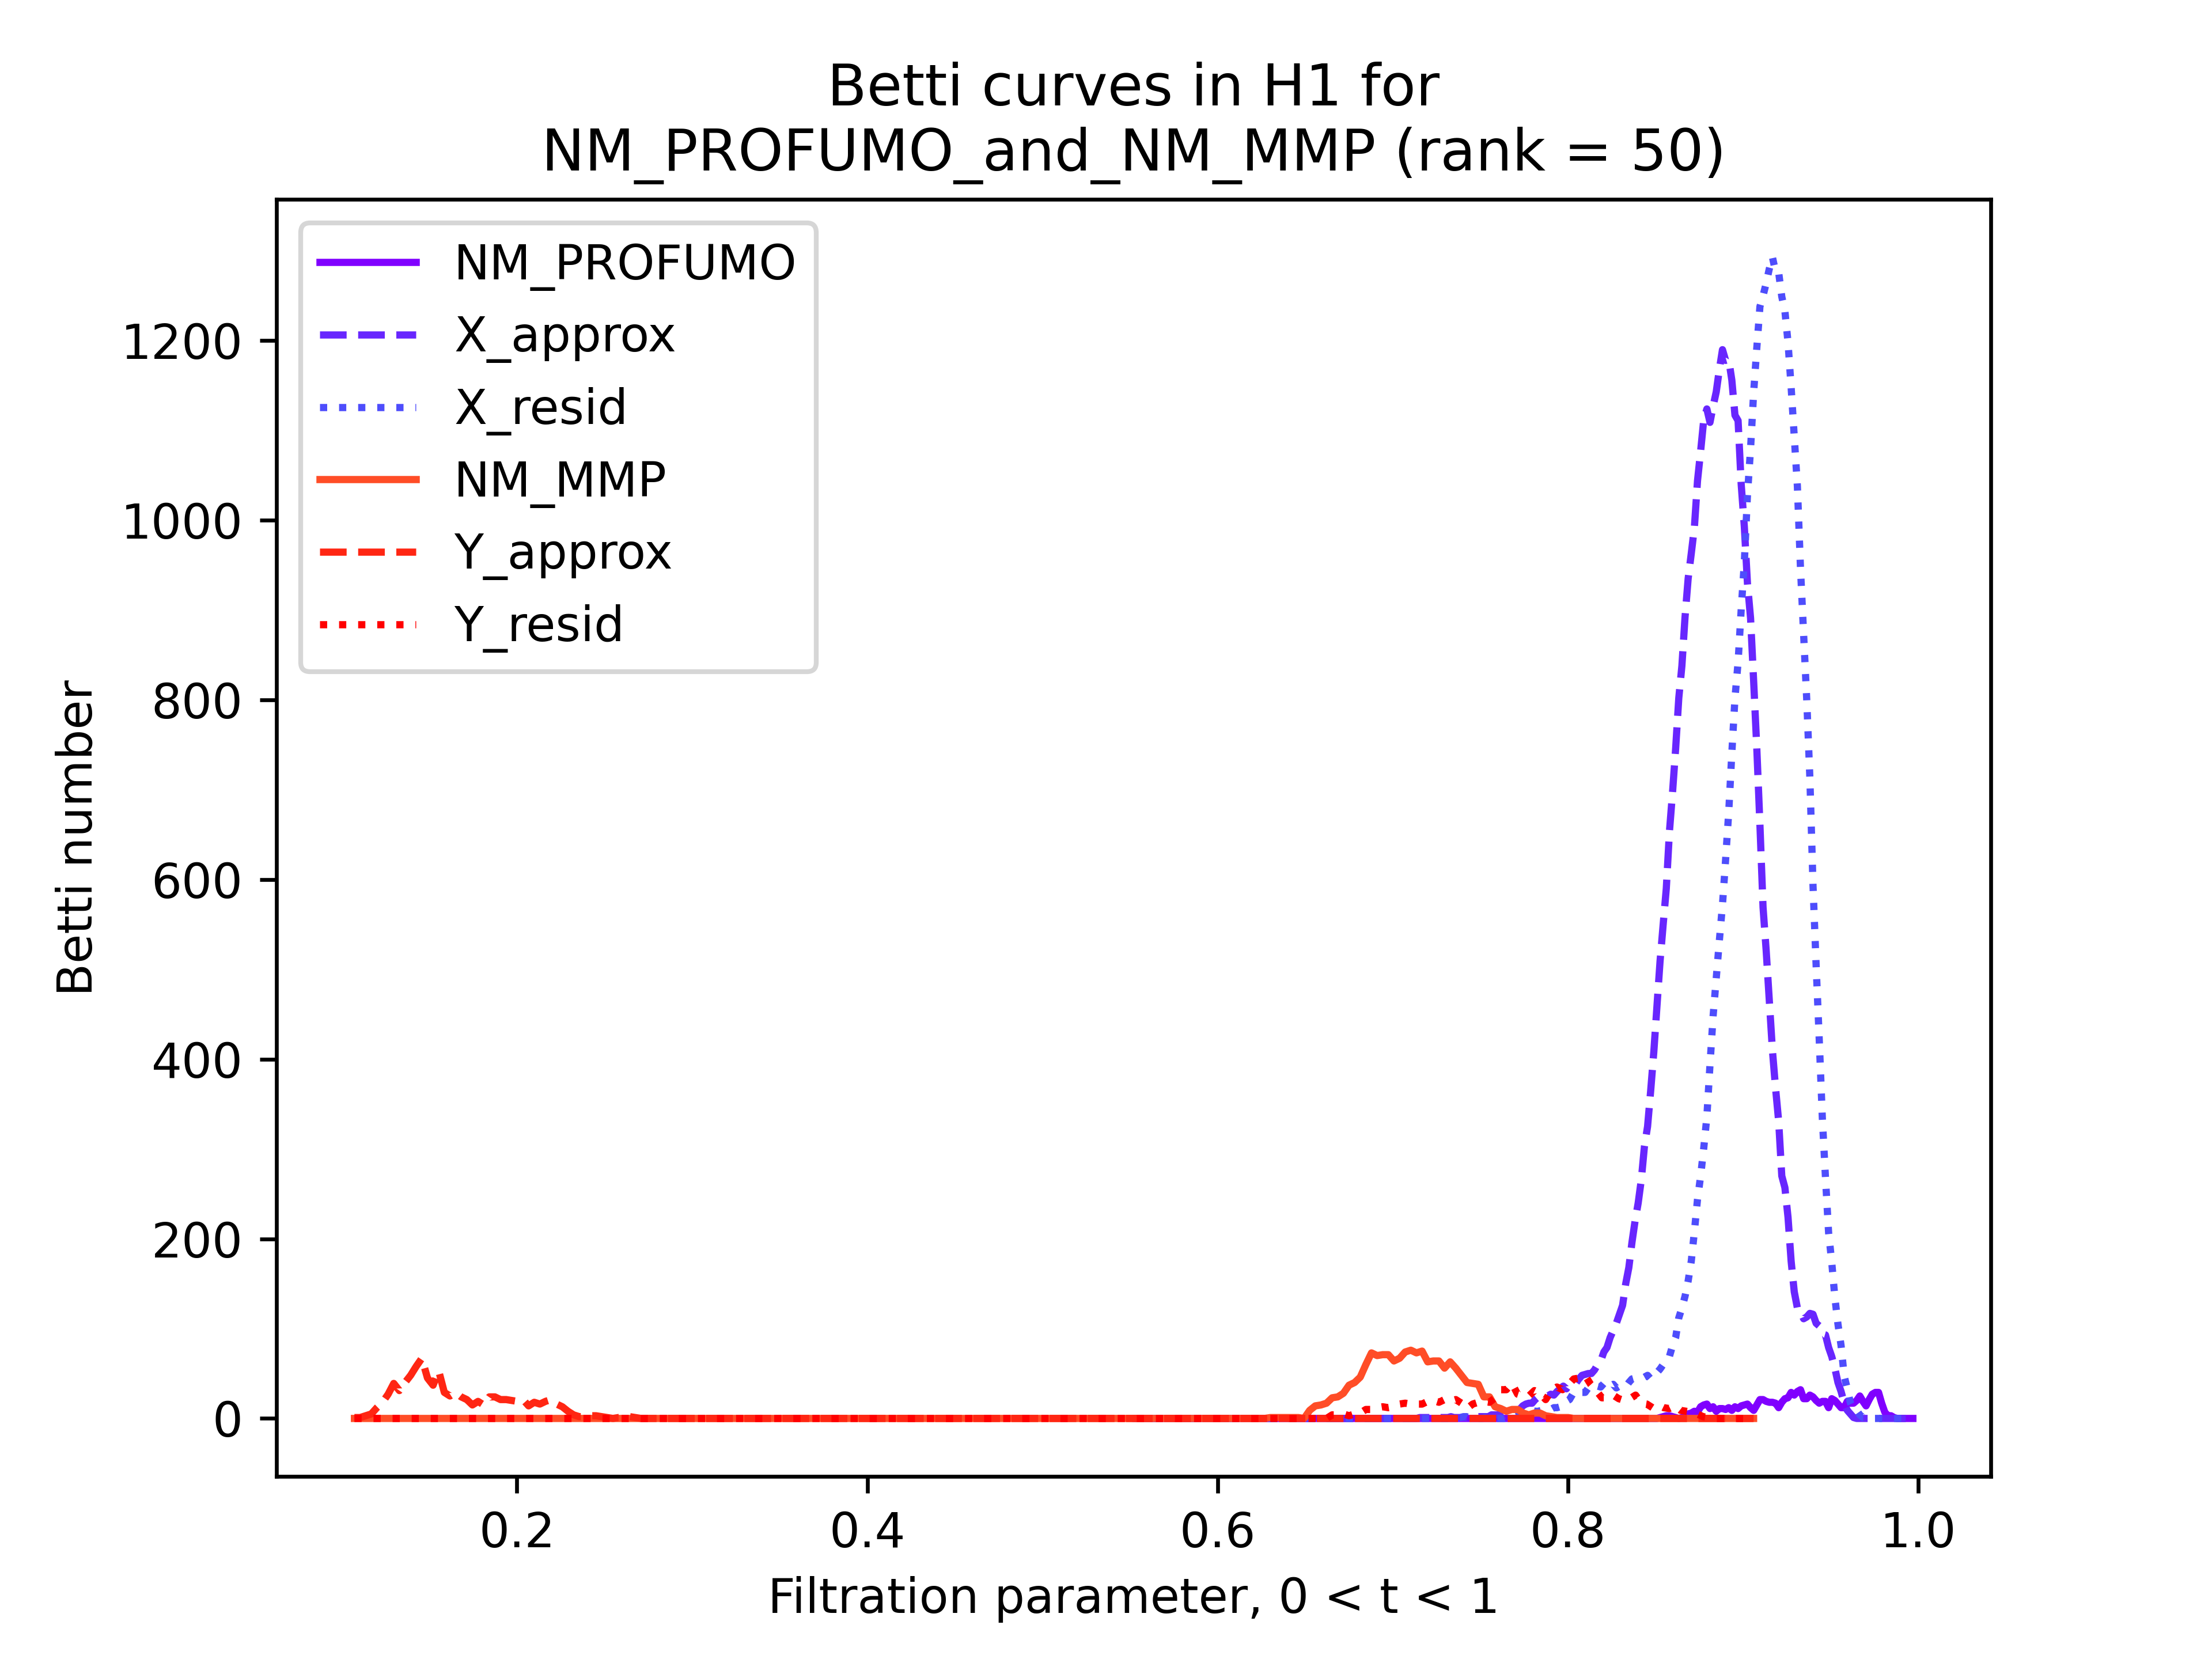 Betti curves in H1 for
NM_PROFUMO_and_NM_MMP (rank = 50)
NM_PROFUMO
X_approx
X_resid
NM_MMP
Y_approx
Y_resid
1200
1000
800
600
400
200
0
Betti number
0.2 0.4 0.6 0.8 1.0
Filtration parameter, 0 < t < 1